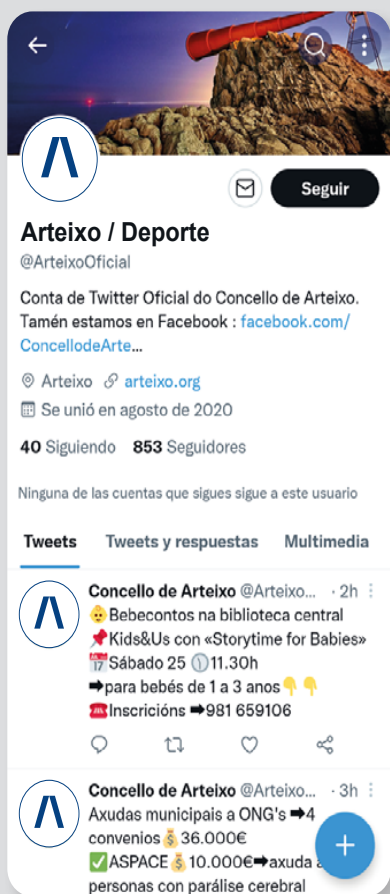 Seguir
Arteixo / Deporte
@ArteixoOficial
Conta de Twitter Oficial do Concello de Arteixo.
Tamén estamos en Facebook : facebook.com/
ConcellodeArte...
Arteixo arteixo.org
Se unió en agosto de 2020
40 Siguiendo 853 Seguidores
Ninguna de las cuentas que sigues sigue a este usuario
Tweets Tweets y respuestas Multimedia
Concello de Arteixo @Arteixo... · 2h
👶Bebecontos na biblioteca central
📌Kids&Us con «Storytime for Babies»
📅Sábado 25 🕦11.30h
➡para bebés de 1 a 3 anos👇👇
☎Inscricións ➡981 659106
Concello de Arteixo @Arteixo... · 3h
Axudas municipais a ONG's ➡4
convenios💰36.000€
✅ASPACE💰10.000€➡axuda a
personas con parálise cerebral